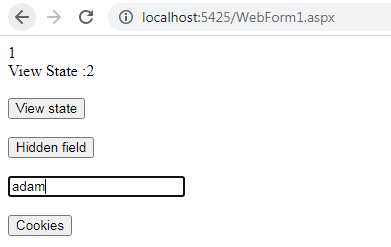 localhost:5425/WebForm1.aspx
1
View State :2
View state
Hidden field
adam
Cookies